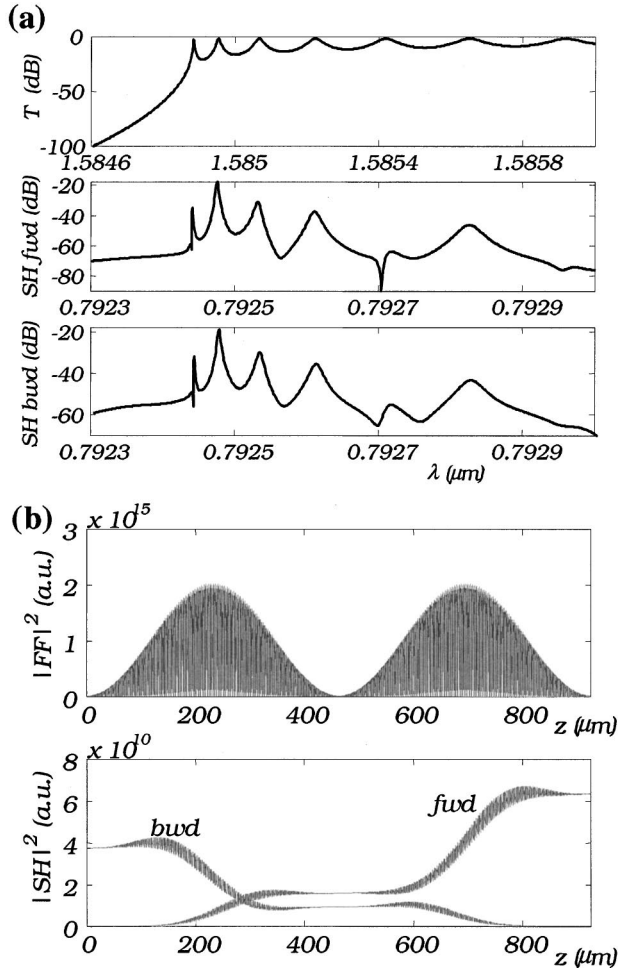 (a)
T (dB)
0
-50
-100
1.5846 1.585 1.5854 1.5858
SH fwd (dB)
-20
-40
-60
-80
0.7923 0.7925 0.7927 0.7929
SH bwd (dB)
-20
-40
-60
0.7923 0.7925 0.7927 0.7929
λ (μm)
(b)
x 10^15
|FF|^2 (a.u.)
3
2
1
0
0 200 400 600 800
z (μm)
x 10^10
|SH|^2 (a.u.)
8
6
4
2
0
bwd
fwd
0 200 400 600 800
z (μm)